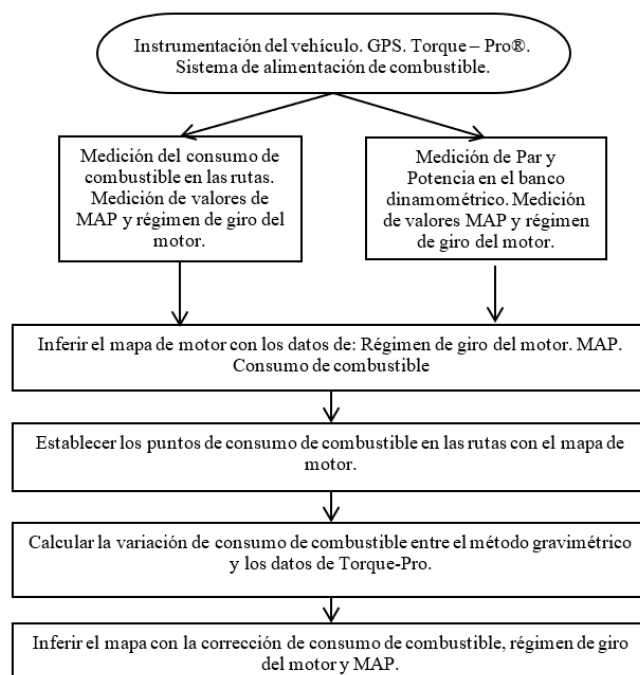 Instrumentación del vehículo. GPS. Torque – Pro®.
Sistema de alimentación de combustible.
Medición del consumo de
combustible en las rutas.
Medición de valores de
MAP y régimen de giro del
motor.
Medición de Par y
Potencia en el banco
dinamométrico. Medición
de valores MAP y régimen
de giro del motor.
Inferir el mapa de motor con los datos de: Régimen de giro del motor. MAP.
Consumo de combustible
Establecer los puntos de consumo de combustible en las rutas con el mapa de
motor.
Calcular la variación de consumo de combustible entre el método gravimétrico
y los datos de Torque-Pro.
Inferir el mapa con la corrección de consumo de combustible, régimen de giro
del motor y MAP.